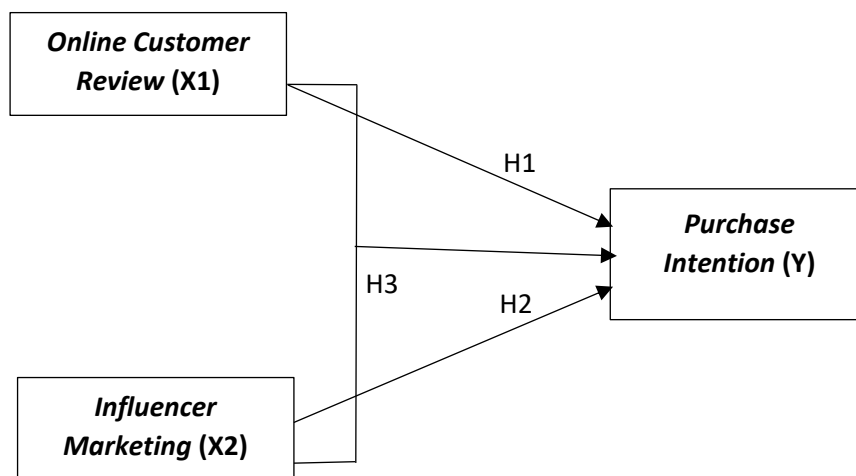 Online Customer
Review (X1)
H1
Purchase
Intention (Y)
H3
H2
Influencer
Marketing (X2)